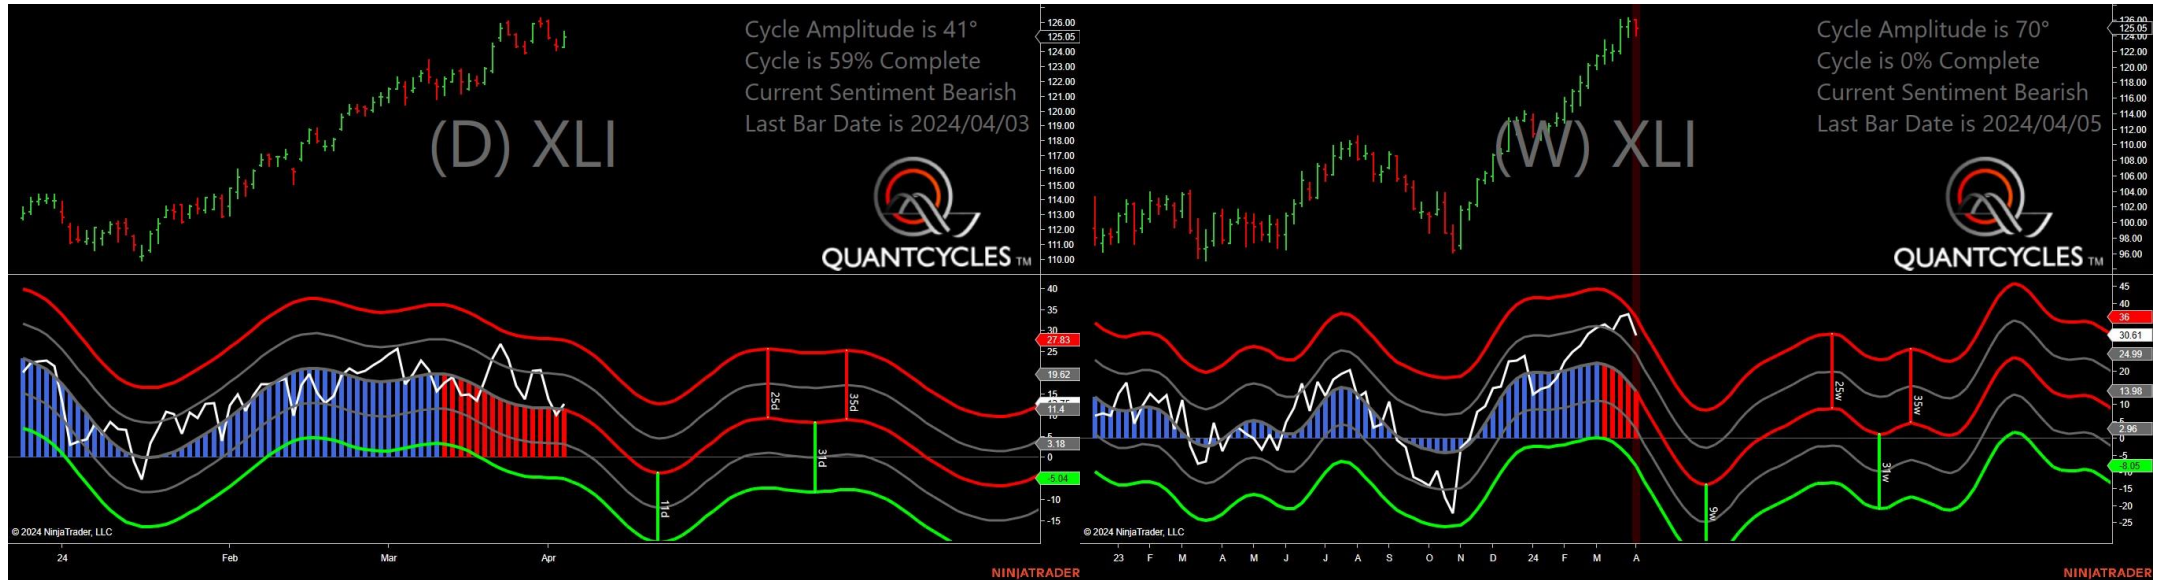 Cycle Amplitude is 41°
Cycle is 59% Complete
Current Sentiment Bearish
Last Bar Date is 2024/04/03
(D) XLI
QUANTCYCLES TM
126.00
125.05
124.00
123.00
122.00
121.00
120.00
119.00
118.00
117.00
116.00
115.00
114.00
113.00
112.00
111.00
110.00
40
35
30
27.83
25
19.62
15
11.4
5
3.18
0
-5.04
-10
-15
25d
35d
31d
11d
© 2024 NinjaTrader, LLC
24 Feb Mar Apr
NINJATRADER
Cycle Amplitude is 70°
Cycle is 0% Complete
Current Sentiment Bearish
Last Bar Date is 2024/04/05
(W) XLI
QUANTCYCLES TM
126.00
125.05
124.00
122.00
120.00
118.00
116.00
114.00
112.00
110.00
108.00
106.00
104.00
102.00
100.00
98.00
96.00
45
40
36
30.61
24.99
20
13.98
10
5
2.96
0
-8.05
-10
-15
-20
-25
25w
35w
31w
9w
© 2024 NinjaTrader, LLC
23 F M A M J J A S O N D 24 F M A
NINJATRADER